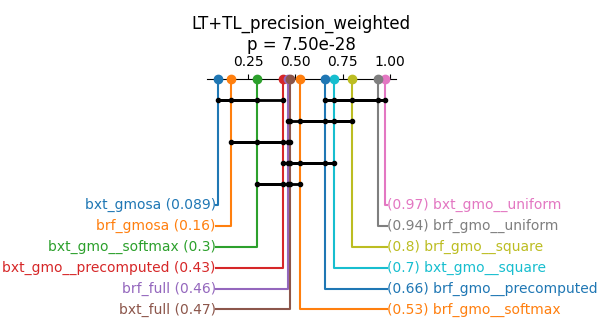 LT+TL_precision_weighted
p = 7.50e-28
0.25 0.50 0.75 1.00
bxt_gmosa (0.089) (0.97) bxt_gmo__uniform
brf_gmosa (0.16) (0.94) brf_gmo__uniform
bxt_gmo__softmax (0.3) (0.8) brf_gmo__square
bxt_gmo__precomputed (0.43) (0.7) bxt_gmo__square
brf_full (0.46) (0.66) brf_gmo__precomputed
bxt_full (0.47) (0.53) brf_gmo__softmax